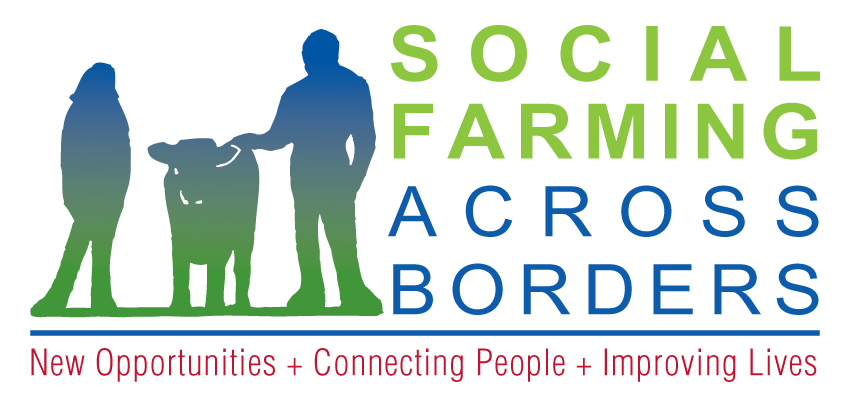 SOCIAL
FARMING
ACROSS
BORDERS
New Opportunities + Connecting People + Improving Lives